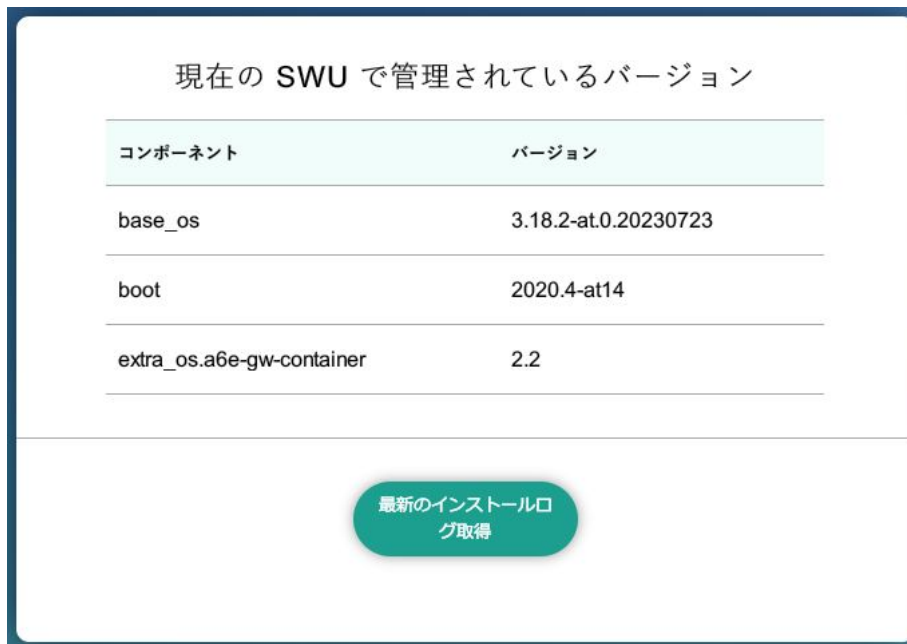 現在の SWU で管理されているバージョン
コンポーネント バージョン
base_os 3.18.2-at.0.20230723
boot 2020.4-at14
extra_os.a6e-gw-container 2.2
最新のインストールロ
グ取得